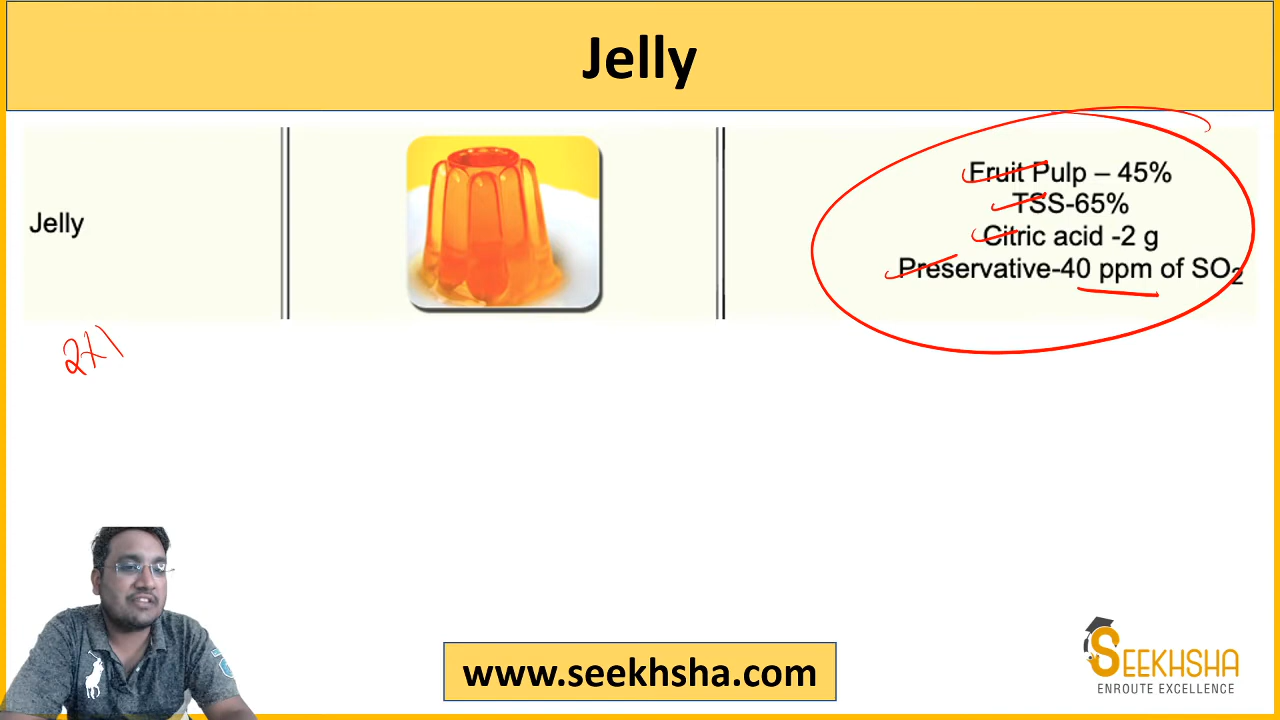 Jelly
Jelly
Fruit Pulp – 45%
TSS-65%
Citric acid -2 g
Preservative-40 ppm of SO₂
www.seekhsha.com
SEEKHSHA
ENROUTE EXCELLENCE